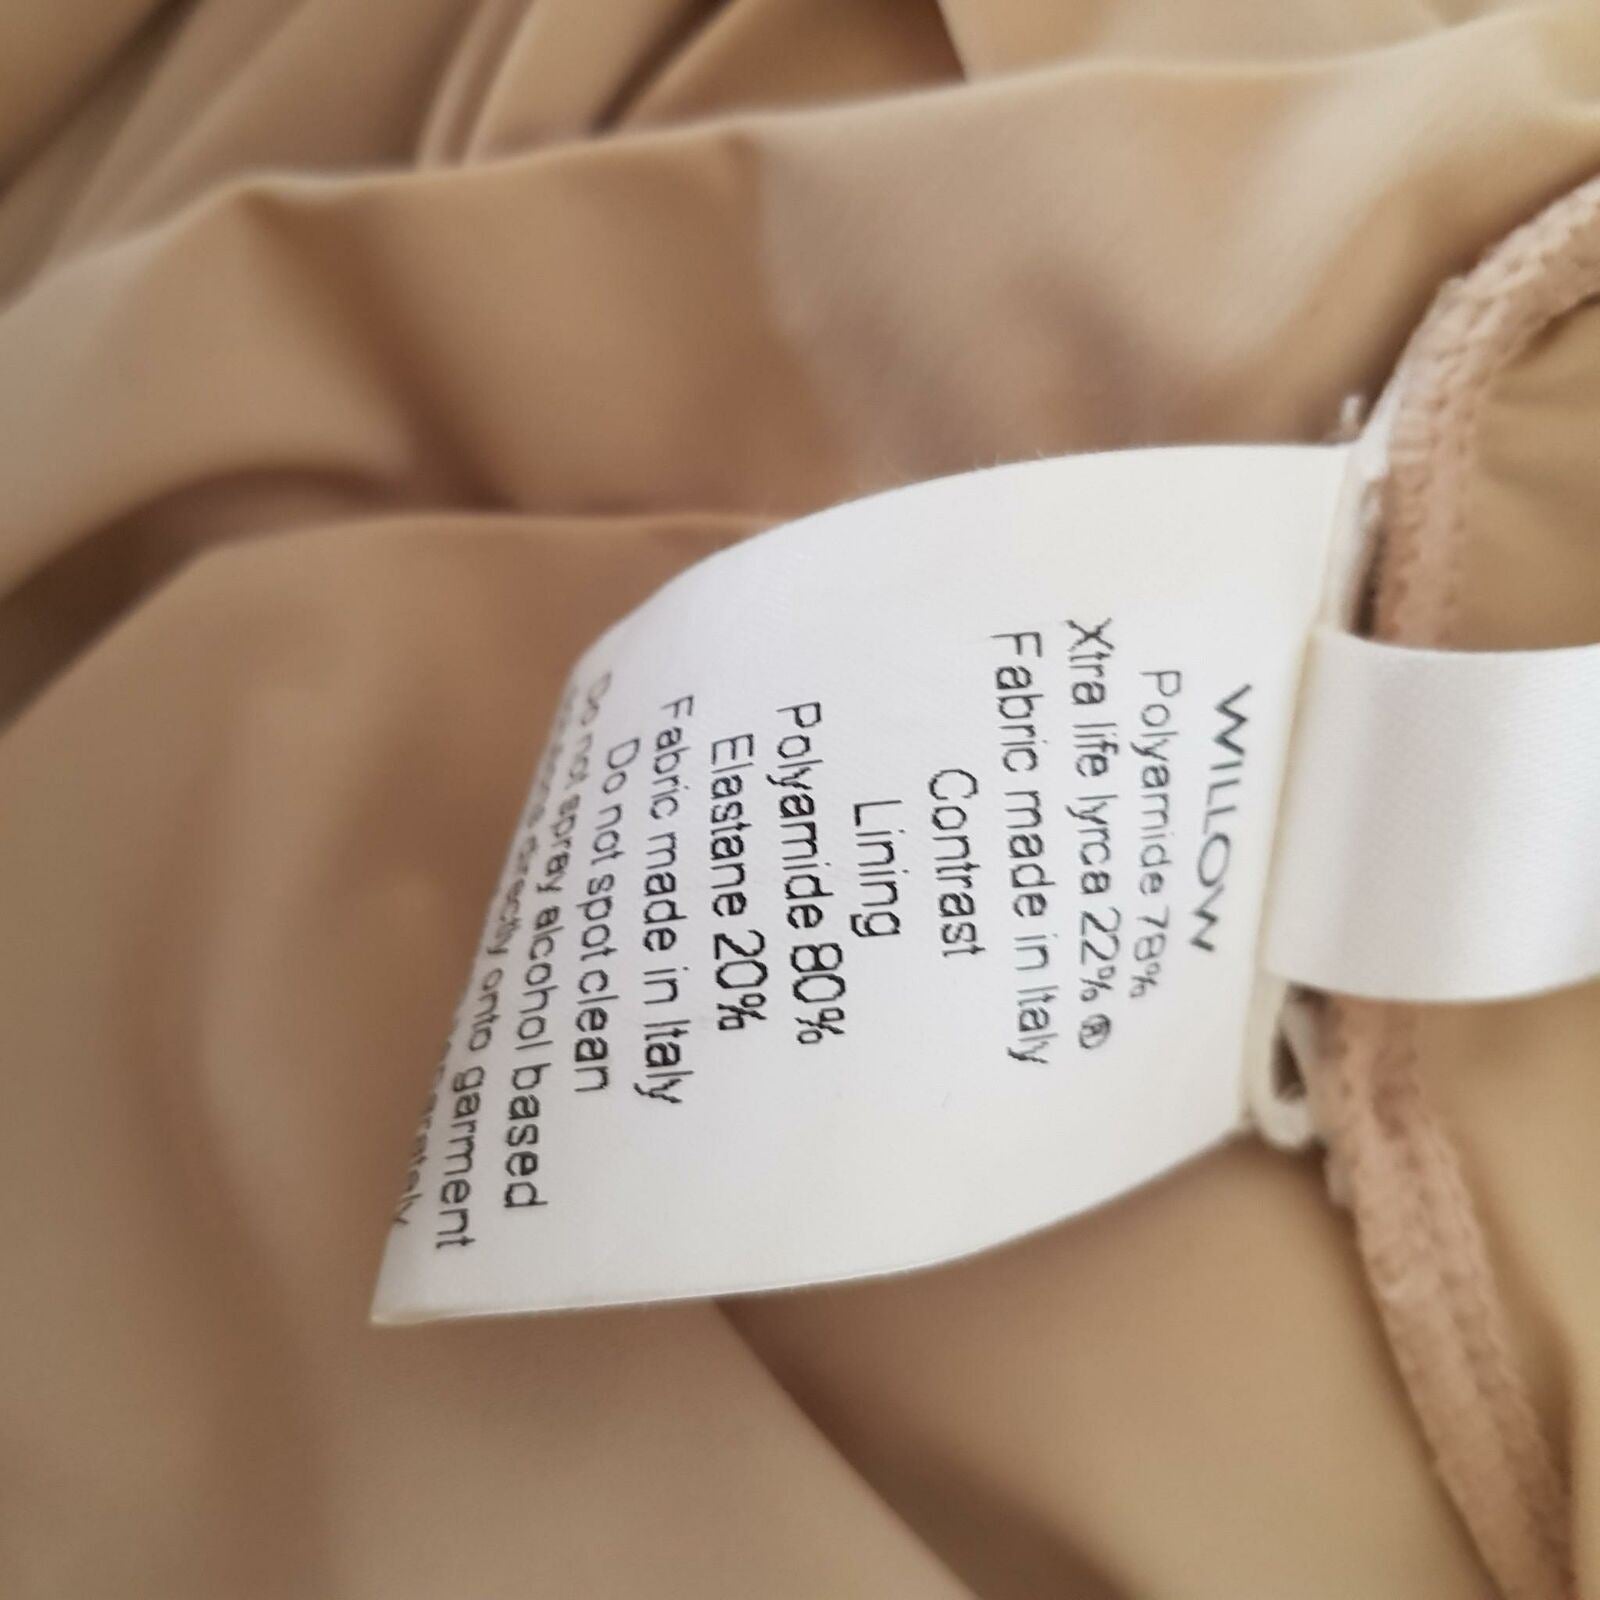 WILLOW
Polyamide 78%
Xtra life lyrca 22% ®
Fabric made in Italy
Contrast
Lining
Polyamide 80%
Elastane 20%
Fabric made in Italy
Do not spot clean
Do not spray alcohol based
directly onto garment